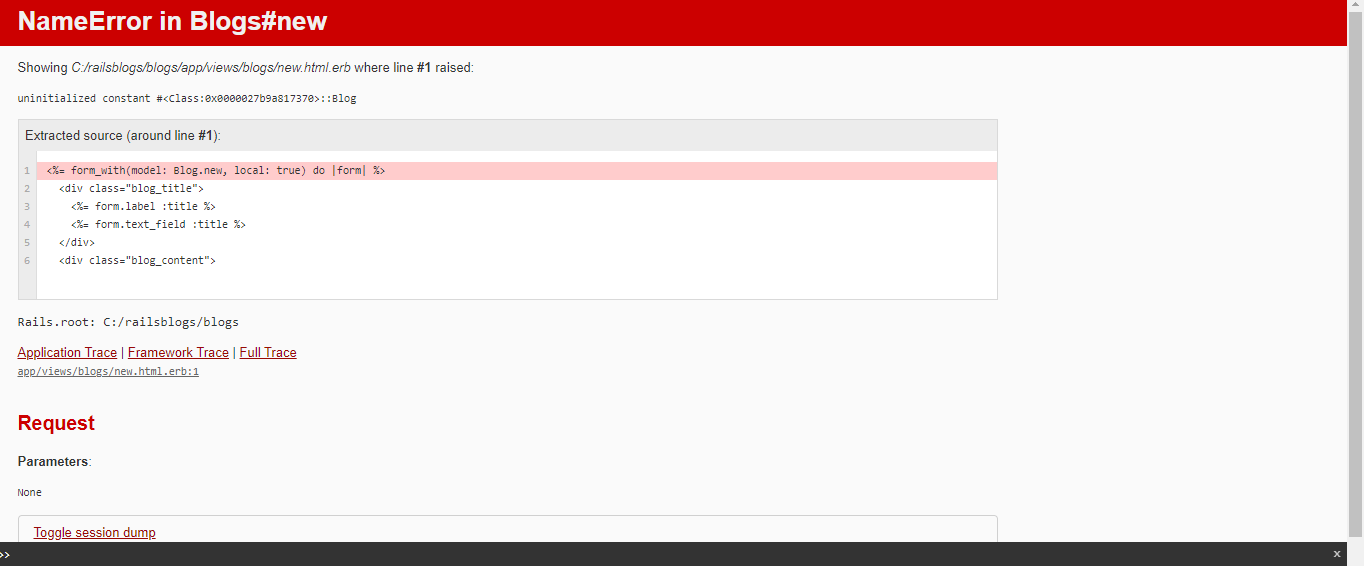 NameError in Blogs#new
Showing C:/railsblogs/blogs/app/views/blogs/new.html.erb where line #1 raised:
uninitialized constant #<Class:0x0000027b9a817370>::Blog
Extracted source (around line #1):
1 <%= form_with(model: Blog.new, local: true) do |form| %>
2 <div class="blog_title">
3 <%= form.label :title %>
4 <%= form.text_field :title %>
5 </div>
6 <div class="blog_content">
Rails.root: C:/railsblogs/blogs
Application Trace | Framework Trace | Full Trace
app/views/blogs/new.html.erb:1
Request
Parameters:
None
Toggle session dump
>> x